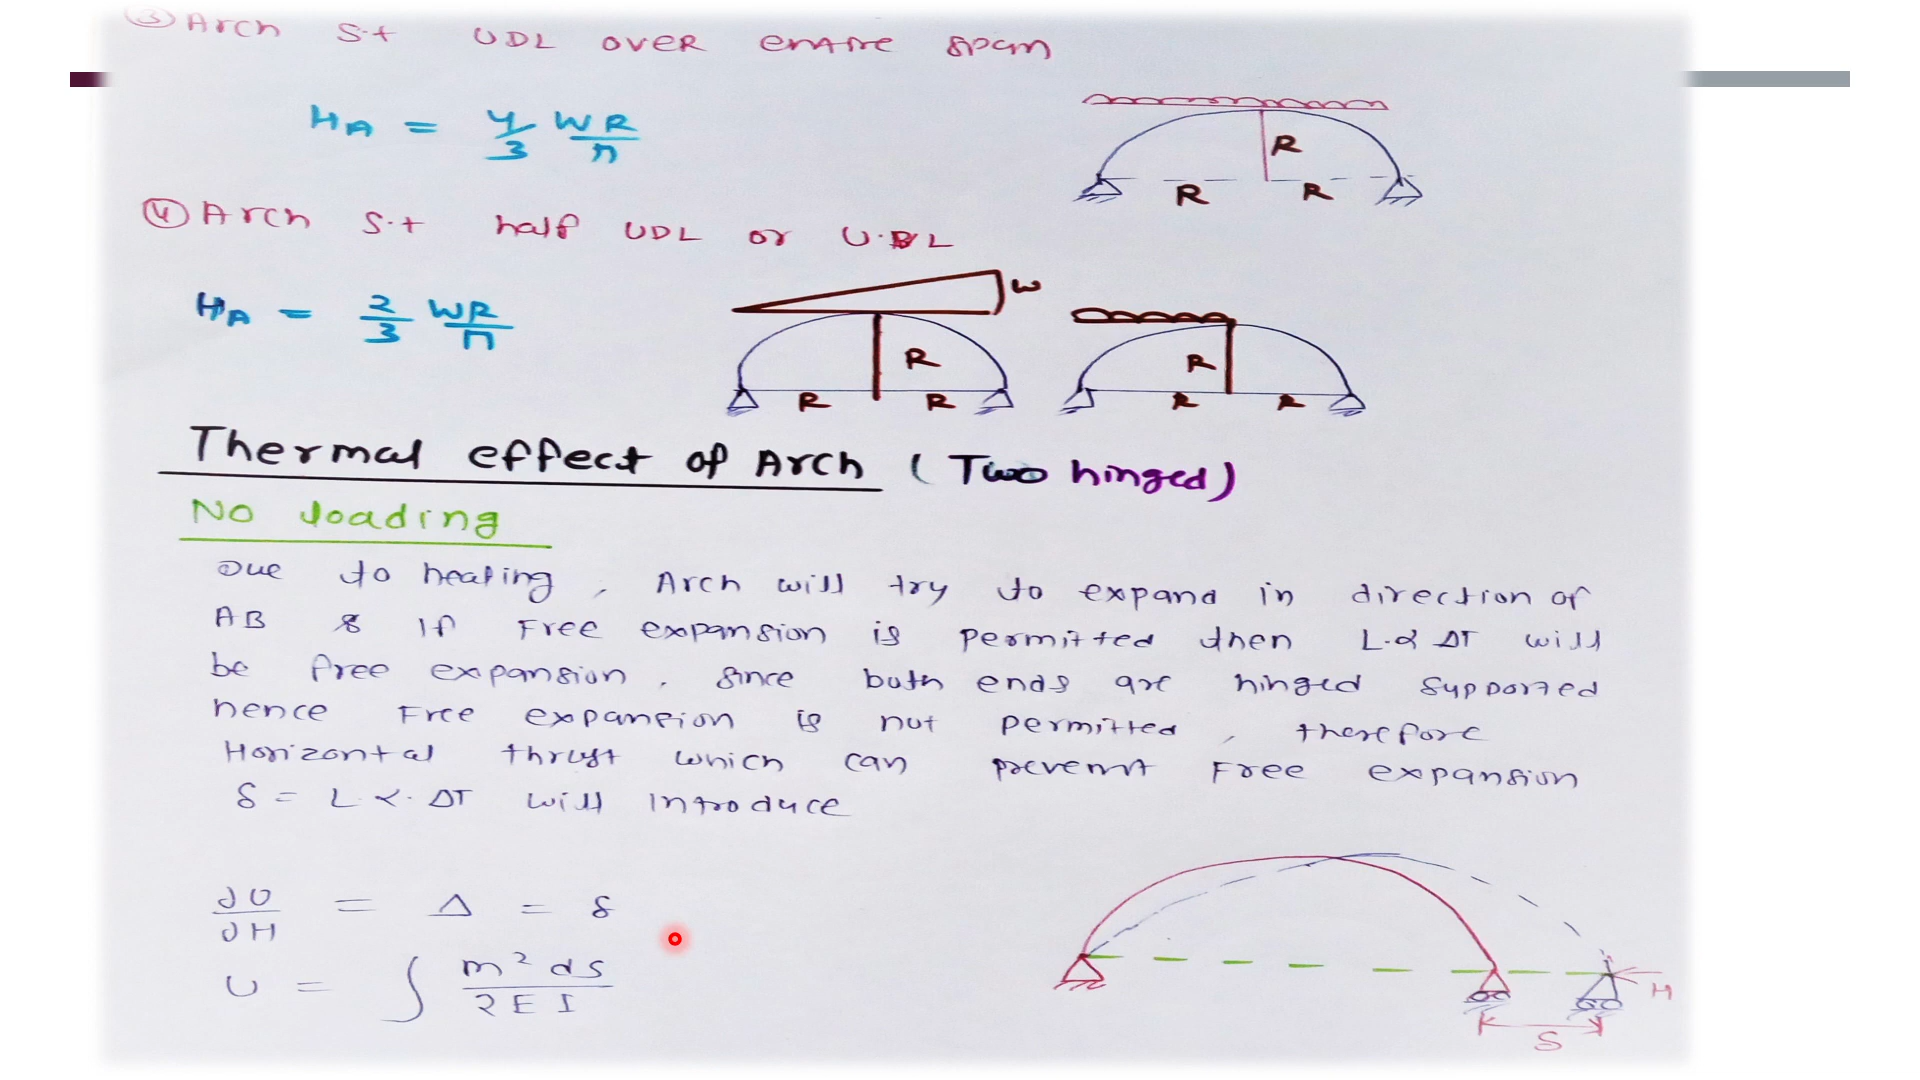 ③ Arch S.t UDL over entire span
H_A = 4/3 WR/π
R
R R
④ Arch S.t half UDL or U.V.L
H_A = 2/3 WR/π
w
R R
R R R R
Thermal effect of Arch (Two hinged)
No loading
Due to heating, Arch will try to expand in direction of
AB & if Free expansion is permitted then L.α ΔT will
be free expansion, since both ends are hinged supported
hence Free expansion is not permitted, therefore
Horizontal thrust which can prevent Free expansion
δ = L.α.ΔT will introduce
∂U/∂H = Δ = δ
U = ∫ m² ds / 2EI
H
δ